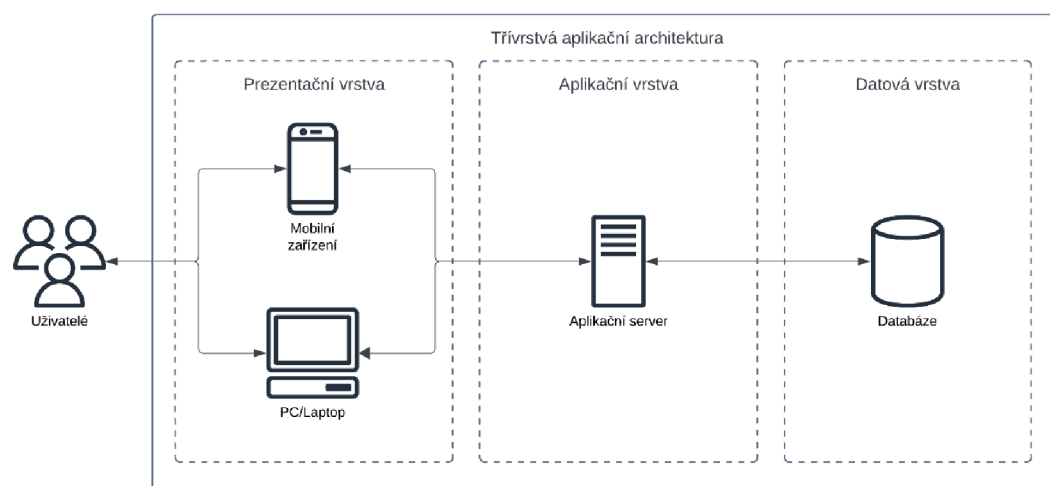 Třívrstvá aplikační architektura
Prezentační vrstva
Aplikační vrstva
Datová vrstva
Mobilní
zařízení
Uživatelé
Aplikační server
Databáze
PC/Laptop